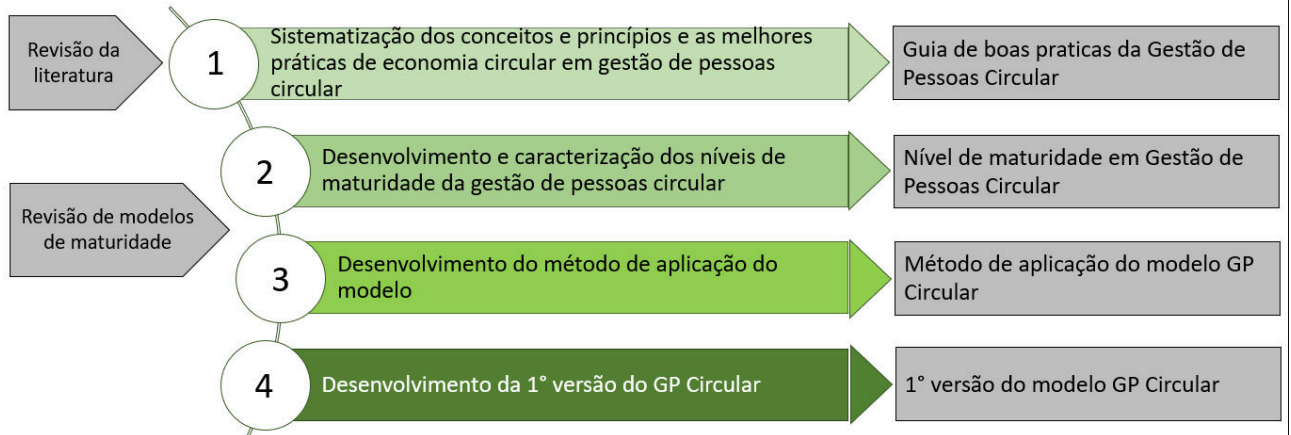 Revisão da
literatura
1
Sistematização dos conceitos e princípios e as melhores
práticas de economia circular em gestão de pessoas
circular
Guia de boas praticas da Gestão de
Pessoas Circular
2
Desenvolvimento e caracterização dos níveis de
maturidade da gestão de pessoas circular
Nível de maturidade em Gestão de
Pessoas Circular
Revisão de modelos
de maturidade
3
Desenvolvimento do método de aplicação do
modelo
Método de aplicação do modelo GP
Circular
4
Desenvolvimento da 1° versão do GP Circular
1° versão do modelo GP Circular